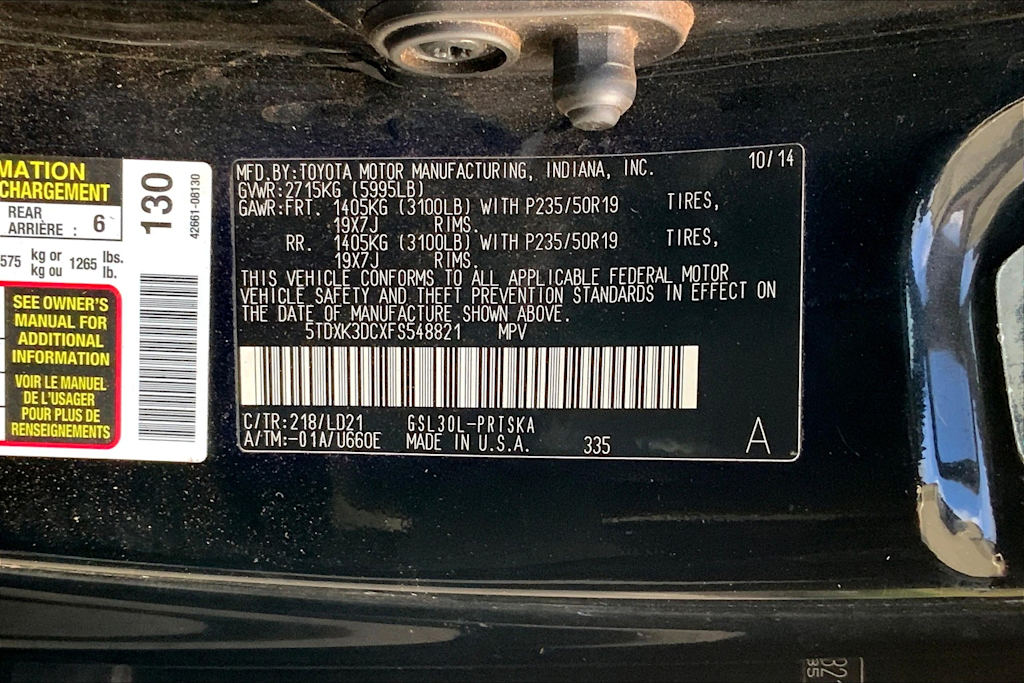 MATION
CHARGEMENT
REAR
ARRIÈRE : 6
575 kg or 1265 lbs.
kg ou lb.
SEE OWNER'S
MANUAL FOR
ADDITIONAL
INFORMATION
VOIR LE MANUEL
DE L'USAGER
POUR PLUS DE
RENSEIGNEMENTS
130
42661-08130
MFD.BY:TOYOTA MOTOR MANUFACTURING, INDIANA, INC. 10/14
GVWR:2715KG (5995LB)
GAWR:FRT. 1405KG (3100LB) WITH P235/50R19 TIRES,
19X7J RIMS.
RR. 1405KG (3100LB) WITH P235/50R19 TIRES,
19X7J RIMS.
THIS VEHICLE CONFORMS TO ALL APPLICABLE FEDERAL MOTOR
VEHICLE SAFETY AND THEFT PREVENTION STANDARDS IN EFFECT ON
THE DATE OF MANUFACTURE SHOWN ABOVE.
5TDXK3DCXFS548821 MPV
C/TR:218/LD21 GSL30L-PRTSKA
A/TM:-01A/U660E MADE IN U.S.A. 335 A